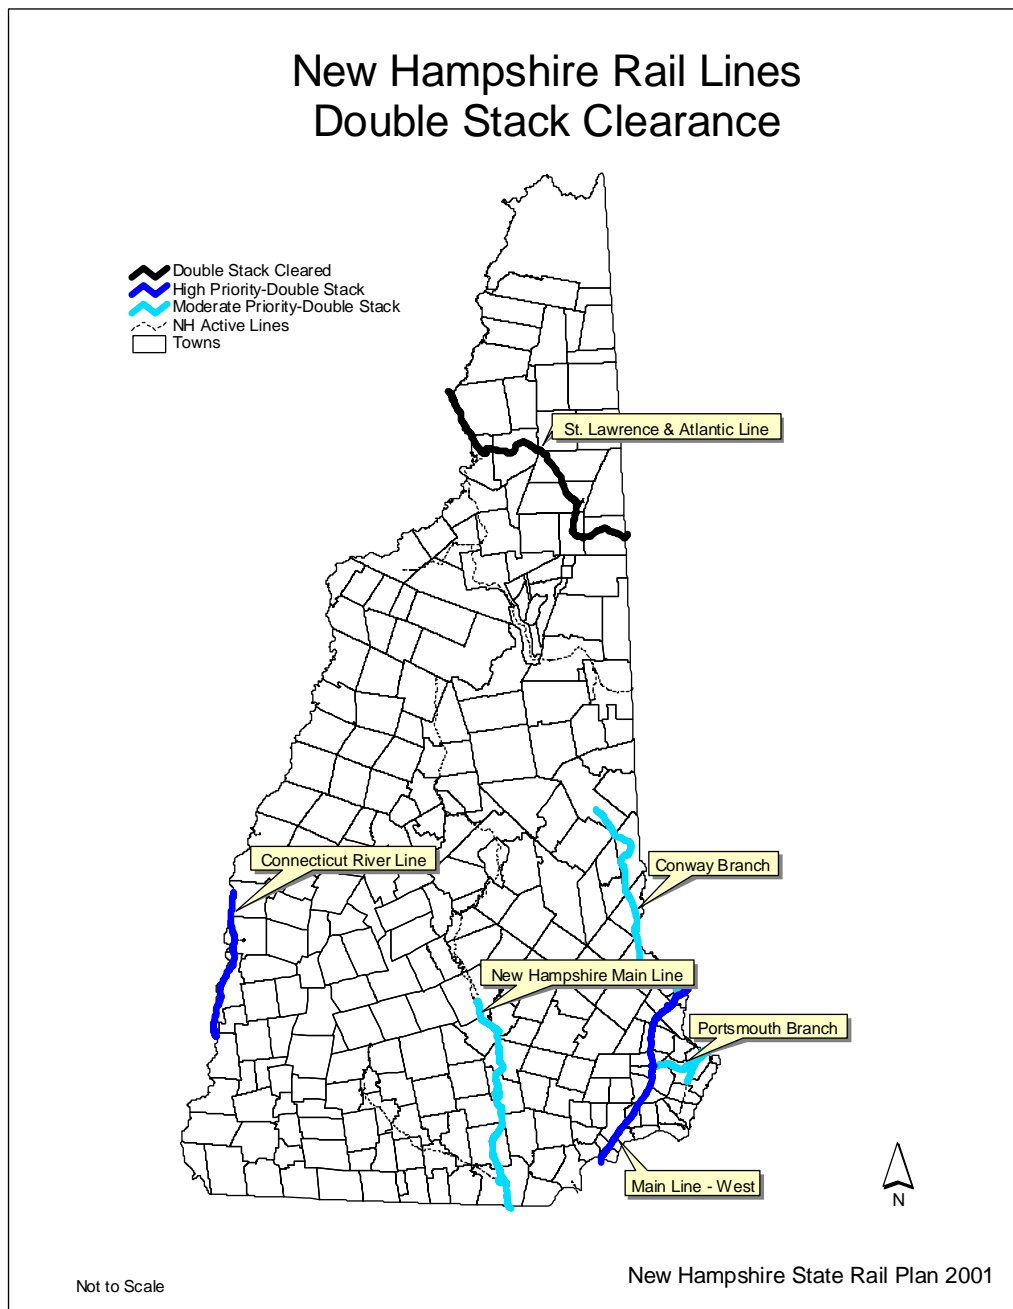 New Hampshire Rail Lines
Double Stack Clearance
Double Stack Cleared
High Priority-Double Stack
Moderate Priority-Double Stack
NH Active Lines
Towns
St. Lawrence & Atlantic Line
Connecticut River Line
Conway Branch
New Hampshire Main Line
Portsmouth Branch
Main Line - West
N
Not to Scale
New Hampshire State Rail Plan 2001